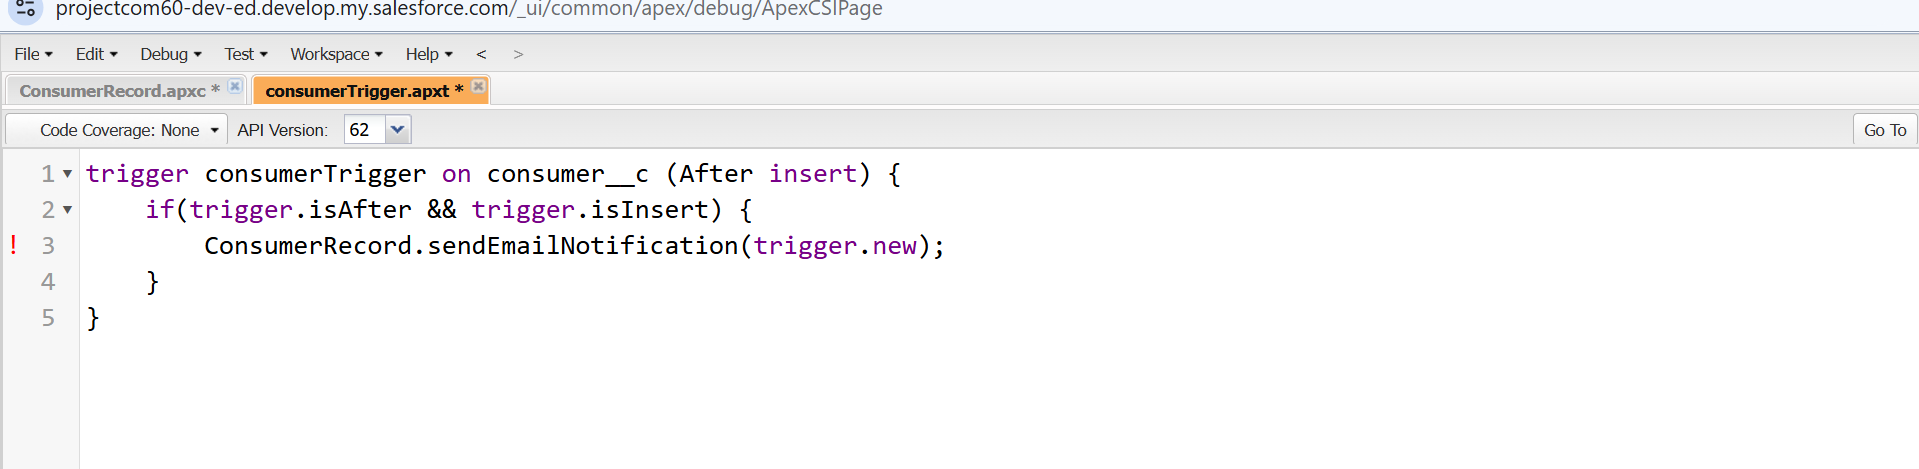 projectcom60-dev-ed.develop.my.salesforce.com/_ui/common/apex/debug/ApexCSIPage
File Edit Debug Test Workspace Help < >
ConsumerRecord.apxc * consumerTrigger.apxt *
Code Coverage: None API Version: 62 Go To
1 trigger consumerTrigger on consumer__c (After insert) {
2 if(trigger.isAfter && trigger.isInsert) {
! 3 ConsumerRecord.sendEmailNotification(trigger.new);
4 }
5 }